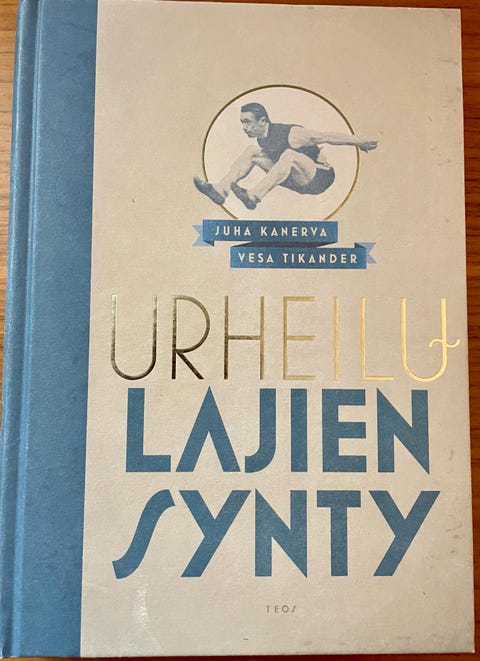 JUHA KANERVA
VESA TIKANDER
URHEILU
LAJIEN
SYNTY
TEOS